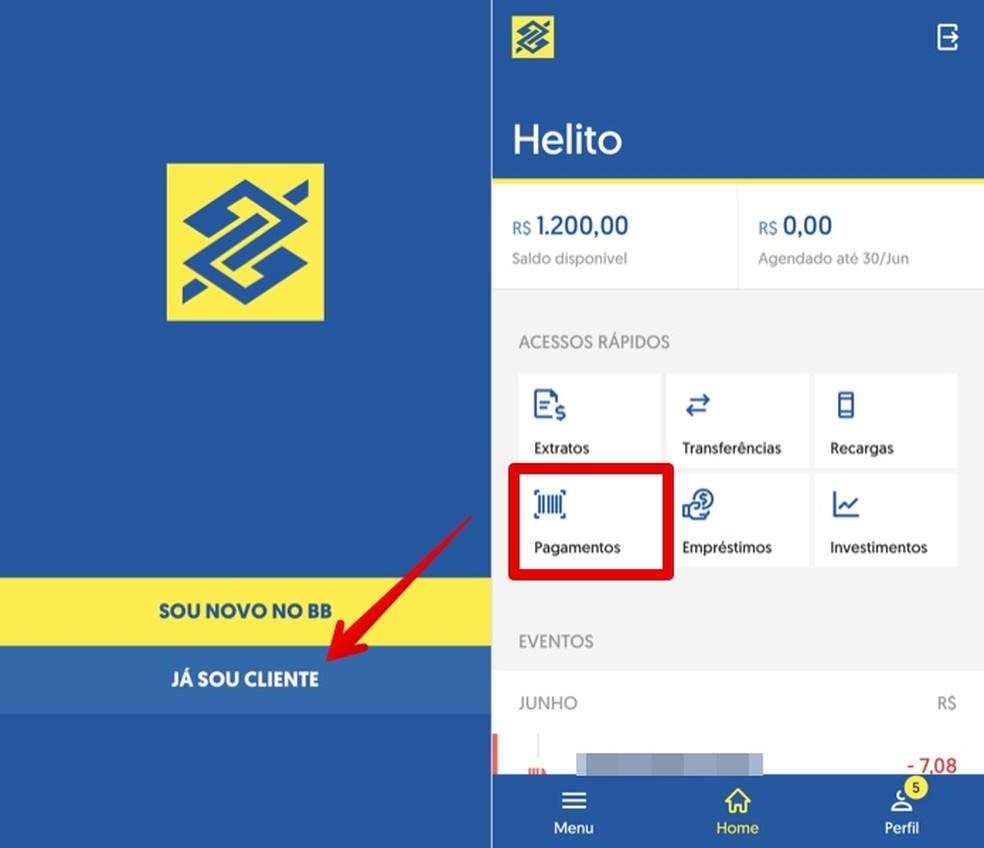 SOU NOVO NO BB
JÁ SOU CLIENTE
Helito
R$ 1.200,00
Saldo disponível
R$ 0,00
Agendado até 30/Jun
ACESSOS RÁPIDOS
Extratos
Transferências
Recargas
Pagamentos
Empréstimos
Investimentos
EVENTOS
JUNHO
R$
- 7,08
Menu
Home
5
Perfil